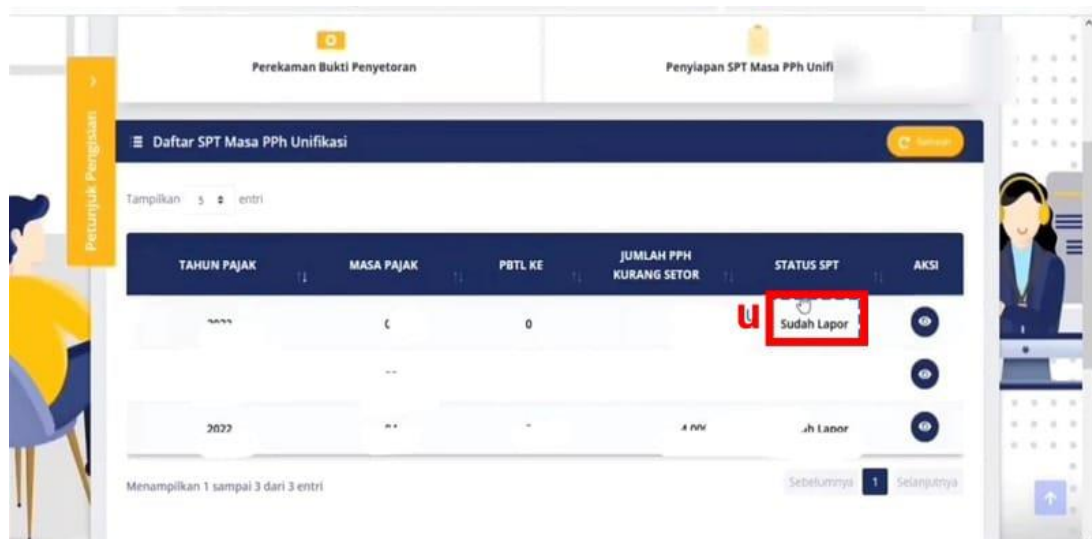 Perekaman Bukti Penyetoran
Penyiapan SPT Masa PPh Unifi
Petunjuk Pengisian
Daftar SPT Masa PPh Unifikasi
Tampilkan 5 entri
TAHUN PAJAK MASA PAJAK PBTL KE JUMLAH PPH KURANG SETOR STATUS SPT AKSI
0 u Sudah Lapor
2022
Menampilkan 1 sampai 3 dari 3 entri
Sebelumnya 1 Selanjutnya